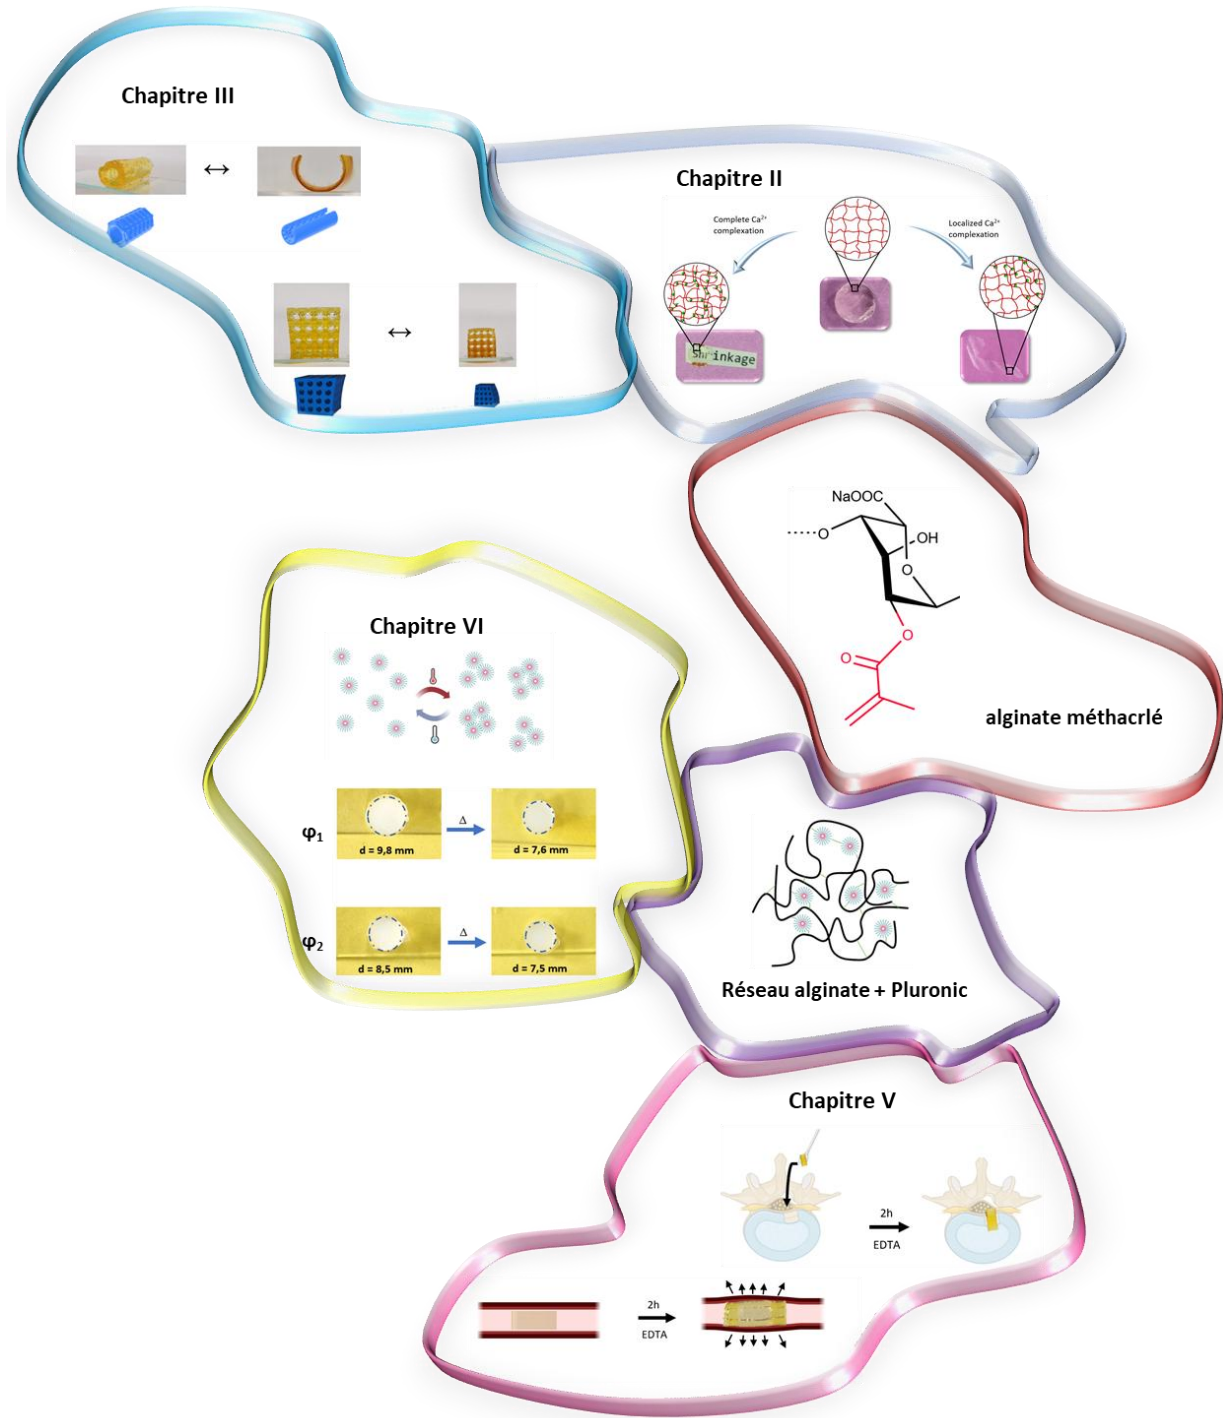 Chapitre III
↔
↔
Chapitre II
Complete Ca²⁺
complexation
Localized Ca²⁺
complexation
shrinkage
NaOOC
O
OH
O
O
O
alginate méthacrlé
Chapitre VI
φ₁
Δ
d = 9,8 mm
d = 7,6 mm
φ₂
Δ
d = 8,5 mm
d = 7,5 mm
Réseau alginate + Pluronic
Chapitre V
2h
EDTA
2h
EDTA